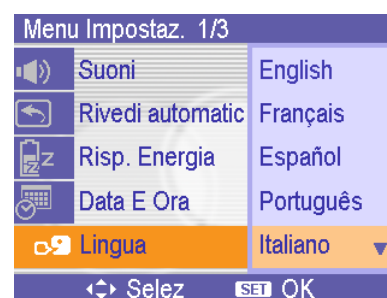 Menu Impostaz. 1/3
Suoni English
Rivedi automatic Français
zz Risp. Energia Español
Data E Ora Português
Lingua Italiano
Selez SET OK